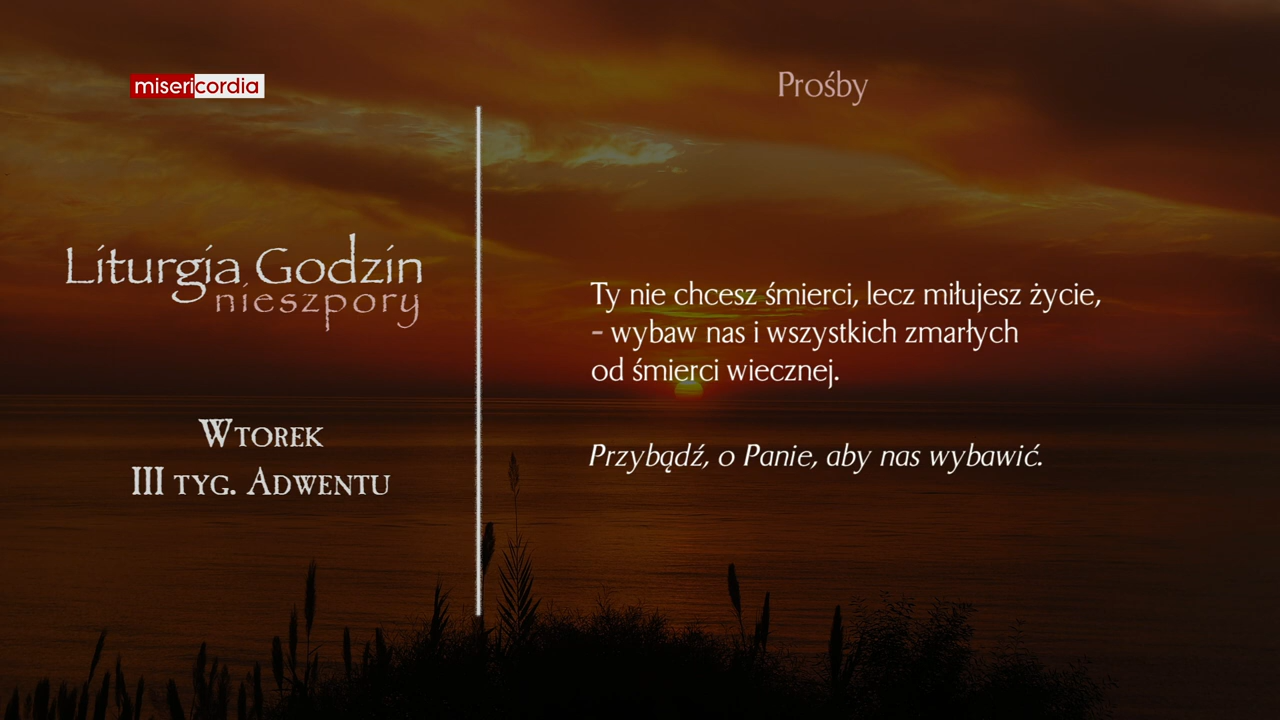 misericordia
Prośby
Liturgia Godzin
nieszpory
Wtorek
III tyg. Adwentu
Ty nie chcesz śmierci, lecz miłujesz życie,
- wybaw nas i wszystkich zmarłych
od śmierci wiecznej.
Przybądź, o Panie, aby nas wybawić.